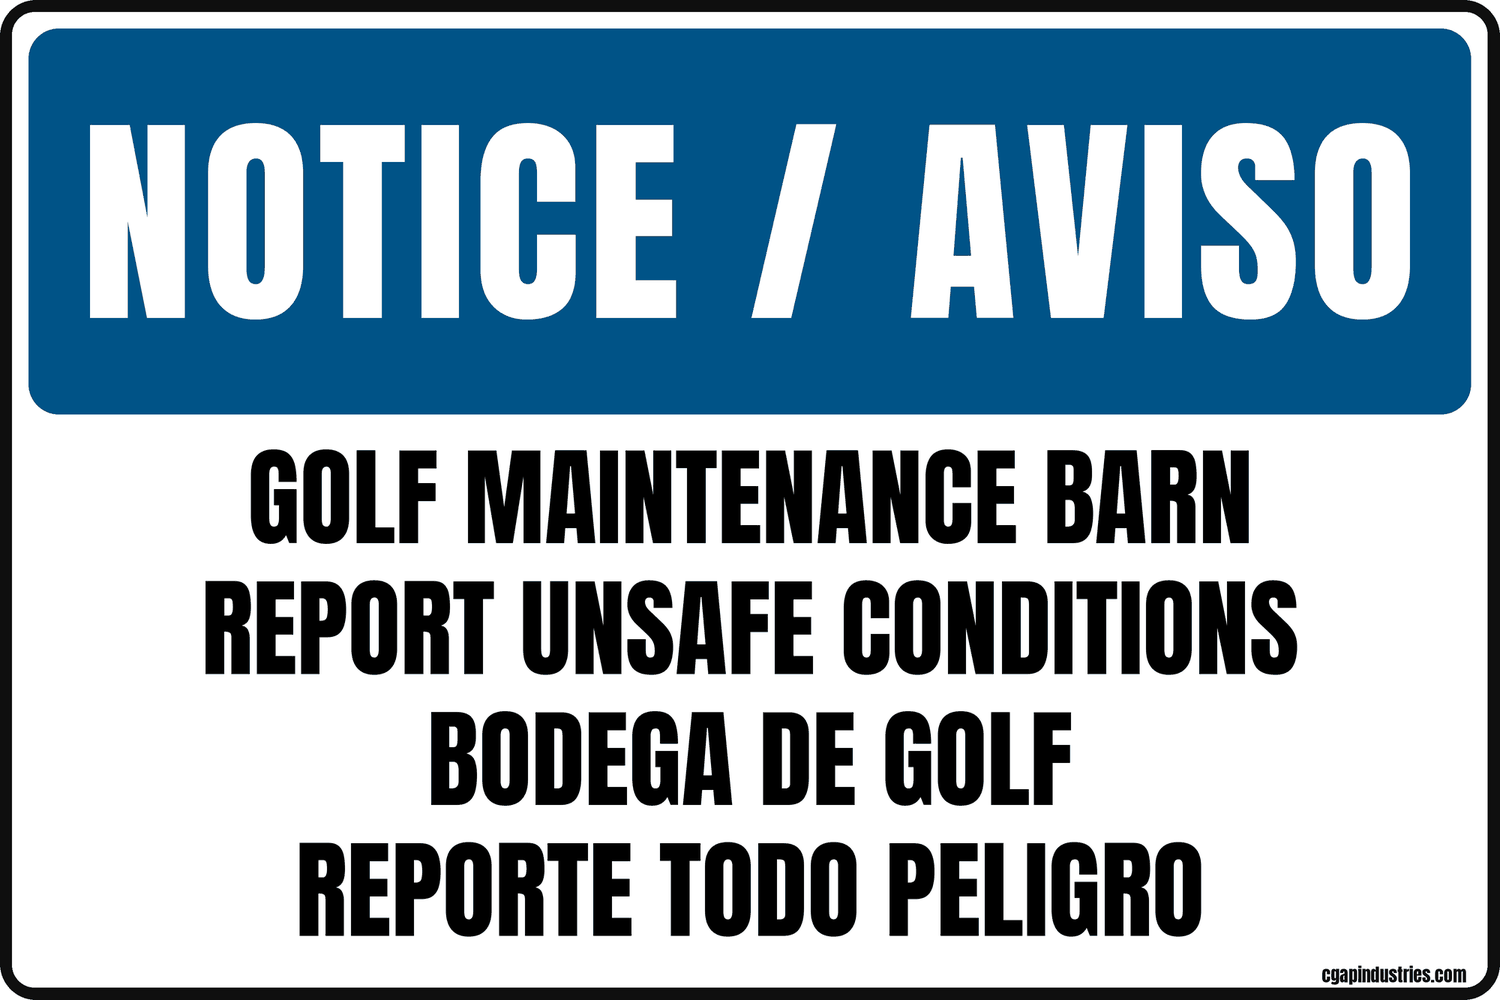 NOTICE / AVISO
GOLF MAINTENANCE BARN
REPORT UNSAFE CONDITIONS
BODEGA DE GOLF
REPORTE TODO PELIGRO
cgapindustries.com